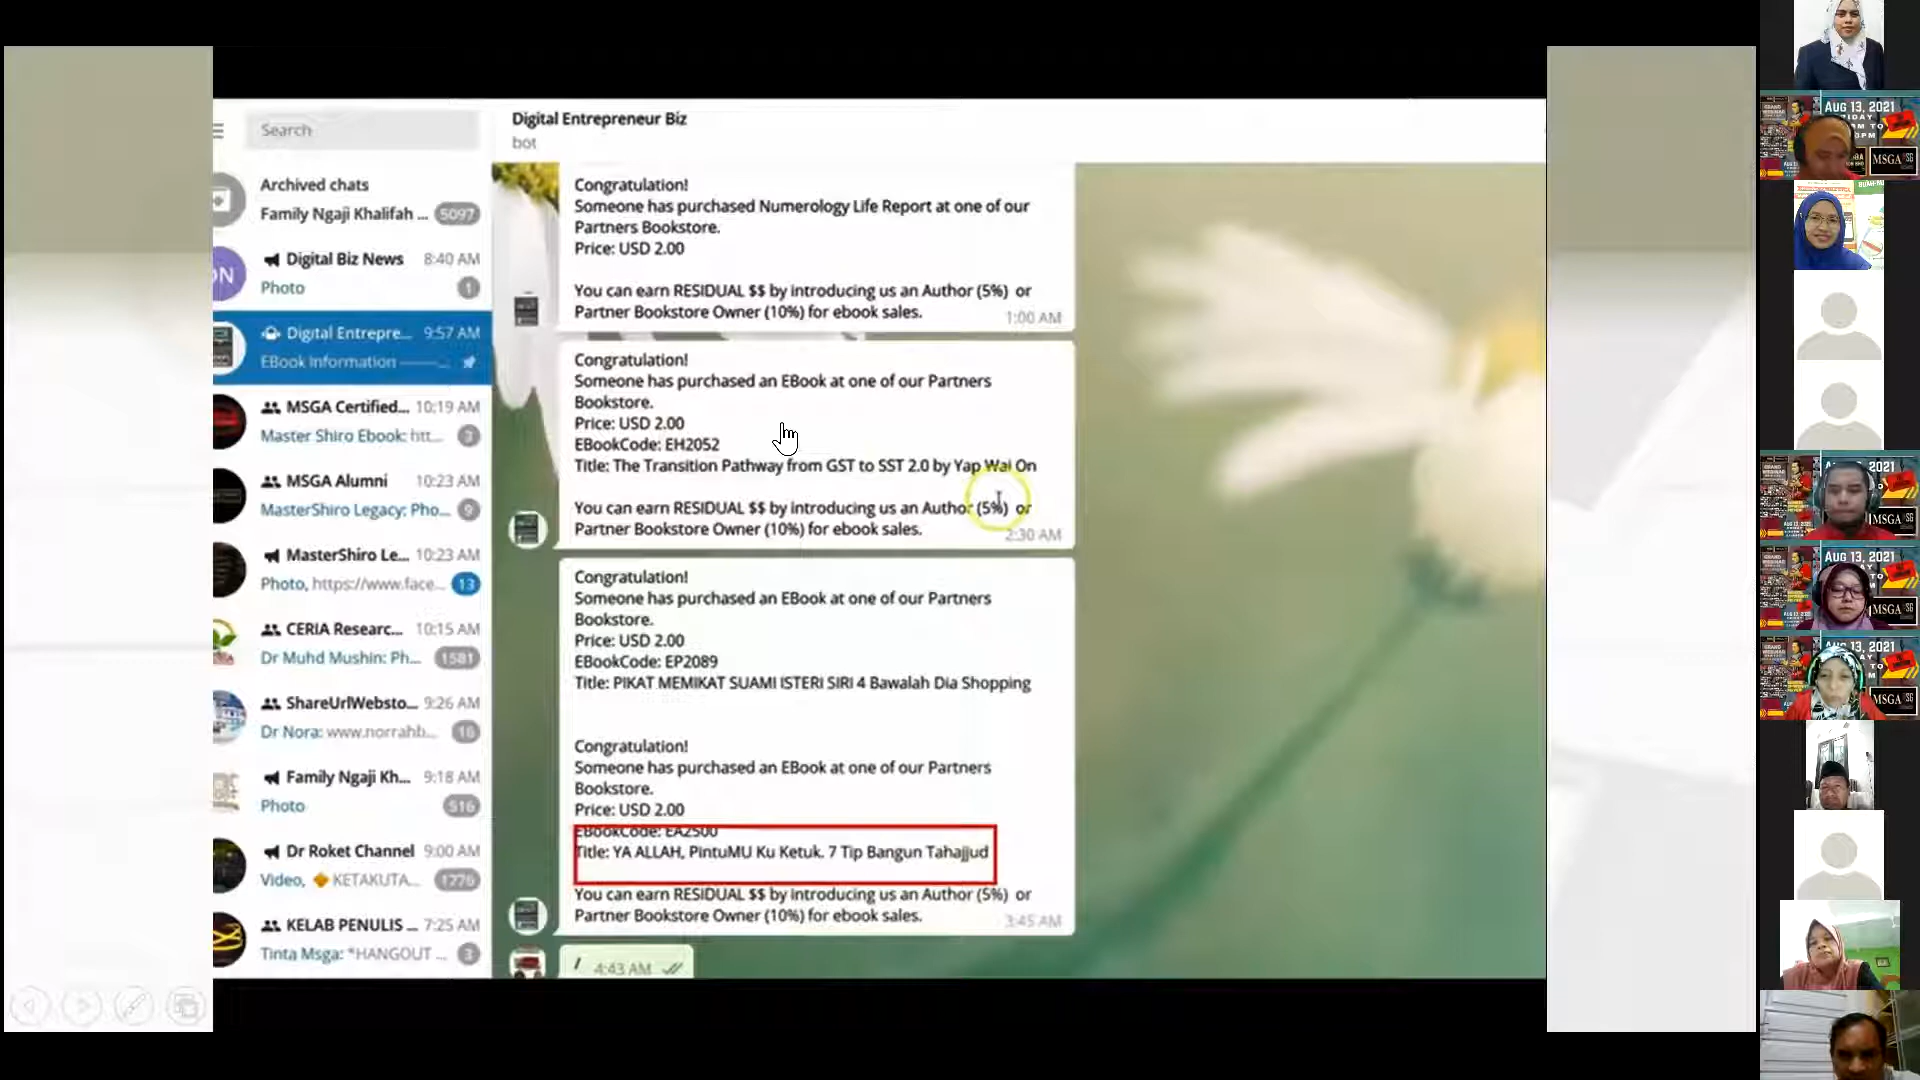 Search
Archived chats
Family Ngaji Khalifah ... 5097
Digital Biz News 8:40 AM
Photo 1
Digital Entrepre... 9:57 AM
EBook Information
MSGA Certified... 10:19 AM
Master Shiro Ebook: htt...
MSGA Alumni 10:23 AM
MasterShiro Legacy: Pho... 9
MasterShiro Le... 10:23 AM
Photo, https://www.face... 13
CERIA Researc... 10:15 AM
Dr Muhd Mushin: Ph... 1581
ShareUrlWebsto... 9:26 AM
Dr Nora: www.norrahb... 16
Family Ngaji Kh... 9:18 AM
Photo 516
Dr Roket Channel 9:00 AM
Video, KETAKUTA... 1276
KELAB PENULIS ... 7:25 AM
Tinta Msga: *HANGOUT ... 3
Digital Entrepreneur Biz
bot
Congratulation!
Someone has purchased Numerology Life Report at one of our
Partners Bookstore.
Price: USD 2.00
You can earn RESIDUAL $$ by introducing us an Author (5%) or
Partner Bookstore Owner (10%) for ebook sales.
1:00 AM
Congratulation!
Someone has purchased an EBook at one of our Partners
Bookstore.
Price: USD 2.00
EBookCode: EH2052
Title: The Transition Pathway from GST to SST 2.0 by Yap Wai On
You can earn RESIDUAL $$ by introducing us an Author (5%) or
Partner Bookstore Owner (10%) for ebook sales.
2:30 AM
Congratulation!
Someone has purchased an EBook at one of our Partners
Bookstore.
Price: USD 2.00
EBookCode: EP2089
Title: PIKAT MEMIKAT SUAMI ISTERI SIRI 4 Bawalah Dia Shopping
Congratulation!
Someone has purchased an EBook at one of our Partners
Bookstore.
Price: USD 2.00
EBookCode: EA2500
Title: YA ALLAH, PintuMU Ku Ketuk. 7 Tip Bangun Tahajjud
You can earn RESIDUAL $$ by introducing us an Author (5%) or
Partner Bookstore Owner (10%) for ebook sales.
3:45 AM
/ 4:43 AM
AUG 13, 2021
MSGA
MSGA
AUG 13, 2021
MSGA
13, 2021
MSGA